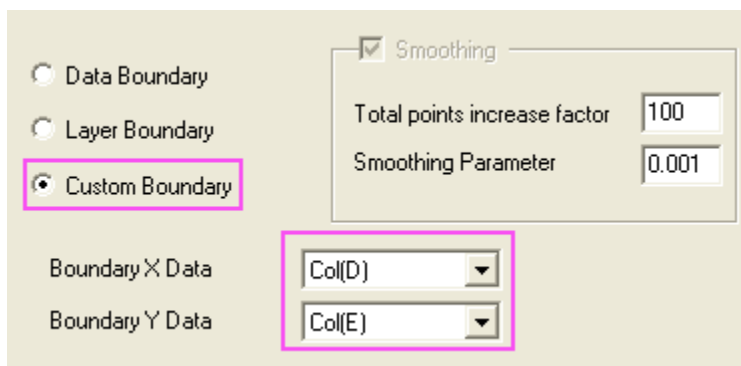 Smoothing
Data Boundary
Total points increase factor 100
Layer Boundary
Smoothing Parameter 0.001
Custom Boundary
Boundary X Data Col(D)
Boundary Y Data Col(E)